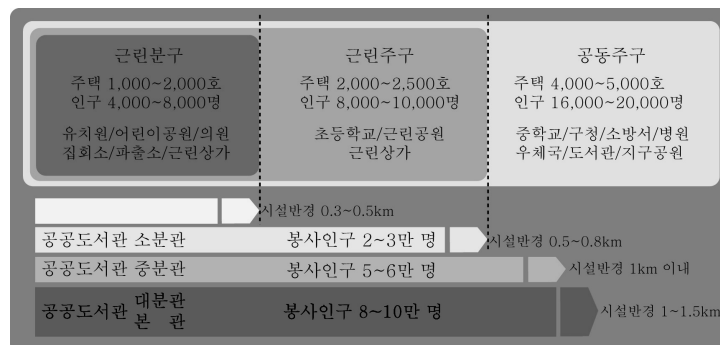 근린분구
주택 1,000~2,000호
인구 4,000~8,000명
유치원/어린이공원/의원
집회소/파출소/근린상가
근린주구
주택 2,000~2,500호
인구 8,000~10,000명
초등학교/근린공원
근린상가
공동주구
주택 4,000~5,000호
인구 16,000~20,000명
중학교/구청/소방서/병원
우체국/도서관/지구공원
시설반경 0.3~0.5km
공공도서관 소분관 봉사인구 2~3만 명 시설반경 0.5~0.8km
공공도서관 중분관 봉사인구 5~6만 명 시설반경 1km 이내
공공도서관 대분관 본 관 봉사인구 8~10만 명 시설반경 1~1.5km